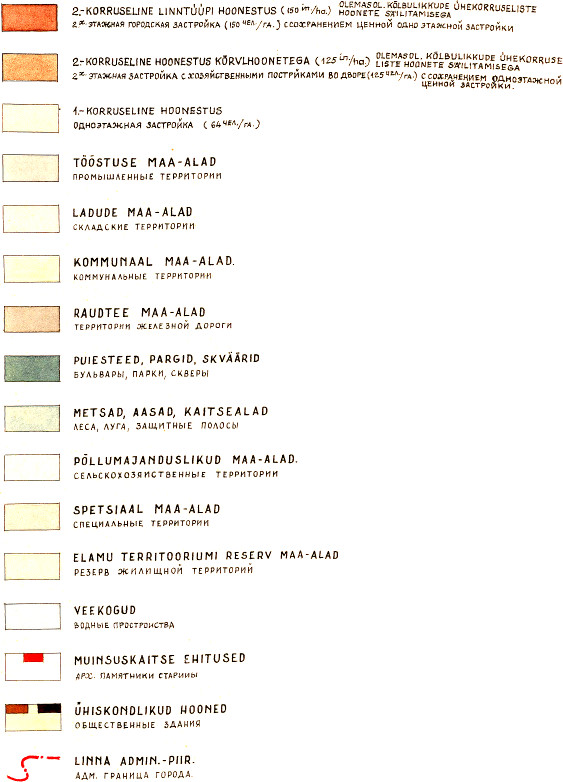 2.-KORRUSELINE LINNTÜÜPI HOONESTUS (150 in/ha.) OLEMASOL. KÕLBULIKKUDE ÜHEKORRUSELISTE
HOONETE SÄILITAMISEGA
2х ЭТАЖНАЯ ГОРОДСКАЯ ЗАСТРОЙКА (150 ЧЕЛ./ГА.) С СОХРАНЕНИЕМ ЦЕННОЙ ОДНО ЭТАЖНОЙ ЗАСТРОЙКИ
2-KORRUSELINE HOONESTUS KÕRVLHOONETEGA (125 in/ha.) OLEMASOL. KÕLBULIKKUDE ÜHEKORRUSE
LISTE HOONETE SÄILITAMISEGA
2х ЭТАЖНАЯ ЗАСТРОЙКА С ХОЗЯЙСТВЕННЫМИ ПОСТРЙКАМИ ВО ДВОРЕ (125 ЧЕЛ./ГА.) С СОХРАНЕНИЕМ ОДНОЭТАЖНОЙ
ЦЕННОЙ ЗАСТРОЙКИ.
1.-KORRUSELINE HOONESTUS
ОДНОЭТАЖНАЯ ЗАСТРОЙКА (64 ЧЕЛ./ГА.)
TÖÖSTUSE MAA-ALAD
ПРОМЫШЛЕННЫЕ ТЕРРИТОРИИ
LADUDE MAA-ALAD
СКЛАДСКИЕ ТЕРРИТОРИИ
KOMMUNAAL MAA-ALAD.
КОММУНАЛЬНЫЕ ТЕРРИТОРИИ
RAUDTEE MAA-ALAD
ТЕРРИТОРИИ ЖЕЛЕЗНОЙ ДОРОГИ
PUIESTEED, PARGID, SKVÄÄRID
БУЛЬВАРЫ, ПАРКИ, СКВЕРЫ
METSAD, AASAD, KAITSEALAD
ЛЕСА, ЛУГА, ЗАЩИТНЫЕ ПОЛОСЫ
PÕLLUMAJANDUSLIKUD MAA-ALAD.
СЕЛЬСКОХОЗЯЙСТВЕННЫЕ ТЕРРИТОРИИ
SPETSIAAL MAA-ALAD
СПЕЦИАЛЬНЫЕ ТЕРРИТОРИИ
ELAMU TERRITOORIUMI RESERV MAA-ALAD
РЕЗЕРВ ЖИЛИЩНОЙ ТЕРРИТОРИЙ
VEEKOGUD
ВОДНЫЕ ПРОСТРОИСТВА
MUINSUSKAITSE EHITUSED
АРХ. ПАМЯТНИКИ СТАРИНЫ
ÜHISKONDLIKUD HOONED
ОБЩЕСТВЕННЫЕ ЗДАНИЯ
LINNA ADMIN.-PIIR.
АДМ. ГРАНИЦА ГОРОДА.